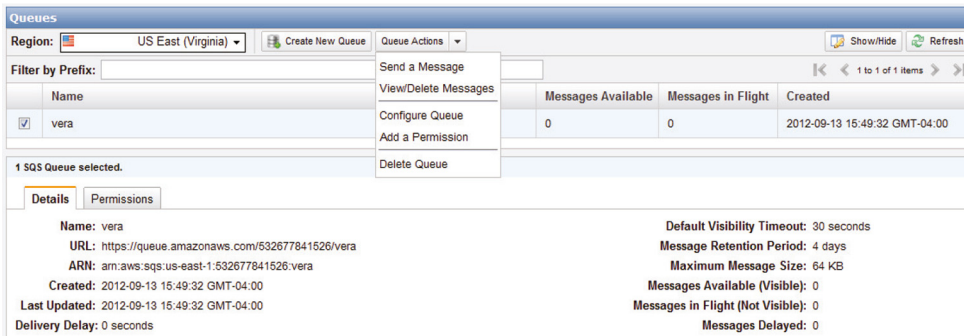 Queues
Region: US East (Virginia) Create New Queue Queue Actions Show/Hide Refresh
Filter by Prefix: 1 to 1 of 1 items
Send a Message
View/Delete Messages
Configure Queue
Add a Permission
Delete Queue
Name Messages Available Messages in Flight Created
vera 0 0 2012-09-13 15:49:32 GMT-04:00
1 SQS Queue selected.
Details Permissions
Name: vera
URL: https://queue.amazonaws.com/532677841526/vera
ARN: arn:aws:sqs:us-east-1:532677841526:vera
Created: 2012-09-13 15:49:32 GMT-04:00
Last Updated: 2012-09-13 15:49:32 GMT-04:00
Delivery Delay: 0 seconds
Default Visibility Timeout: 30 seconds
Message Retention Period: 4 days
Maximum Message Size: 64 KB
Messages Available (Visible): 0
Messages in Flight (Not Visible): 0
Messages Delayed: 0